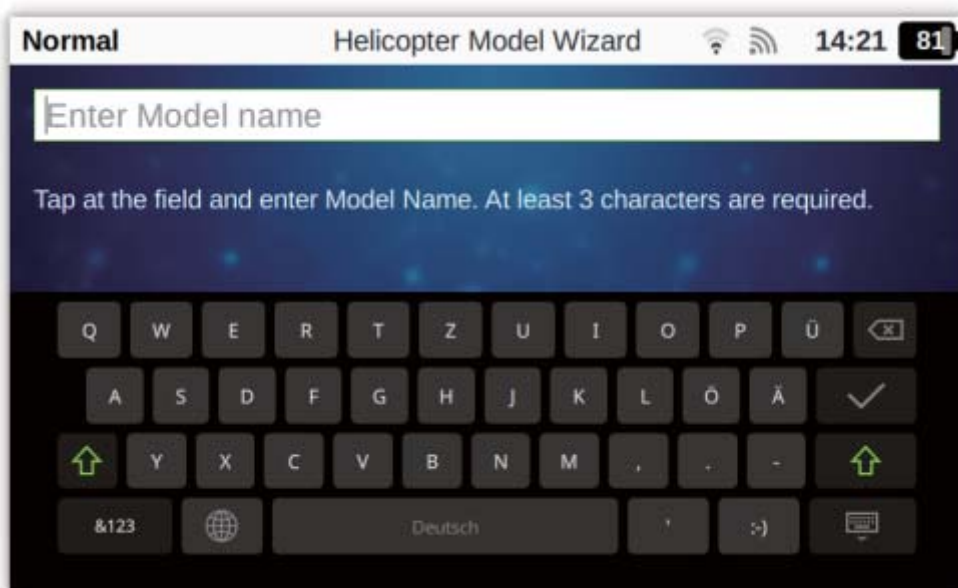 Normal Helicopter Model Wizard 14:21 81
Enter Model name
Tap at the field and enter Model Name. At least 3 characters are required.
Q W E R T Z U I O P Ü
A S D F G H J K L Ö Ä
Y X C V B N M , . -
&123 Deutsch ' :-)